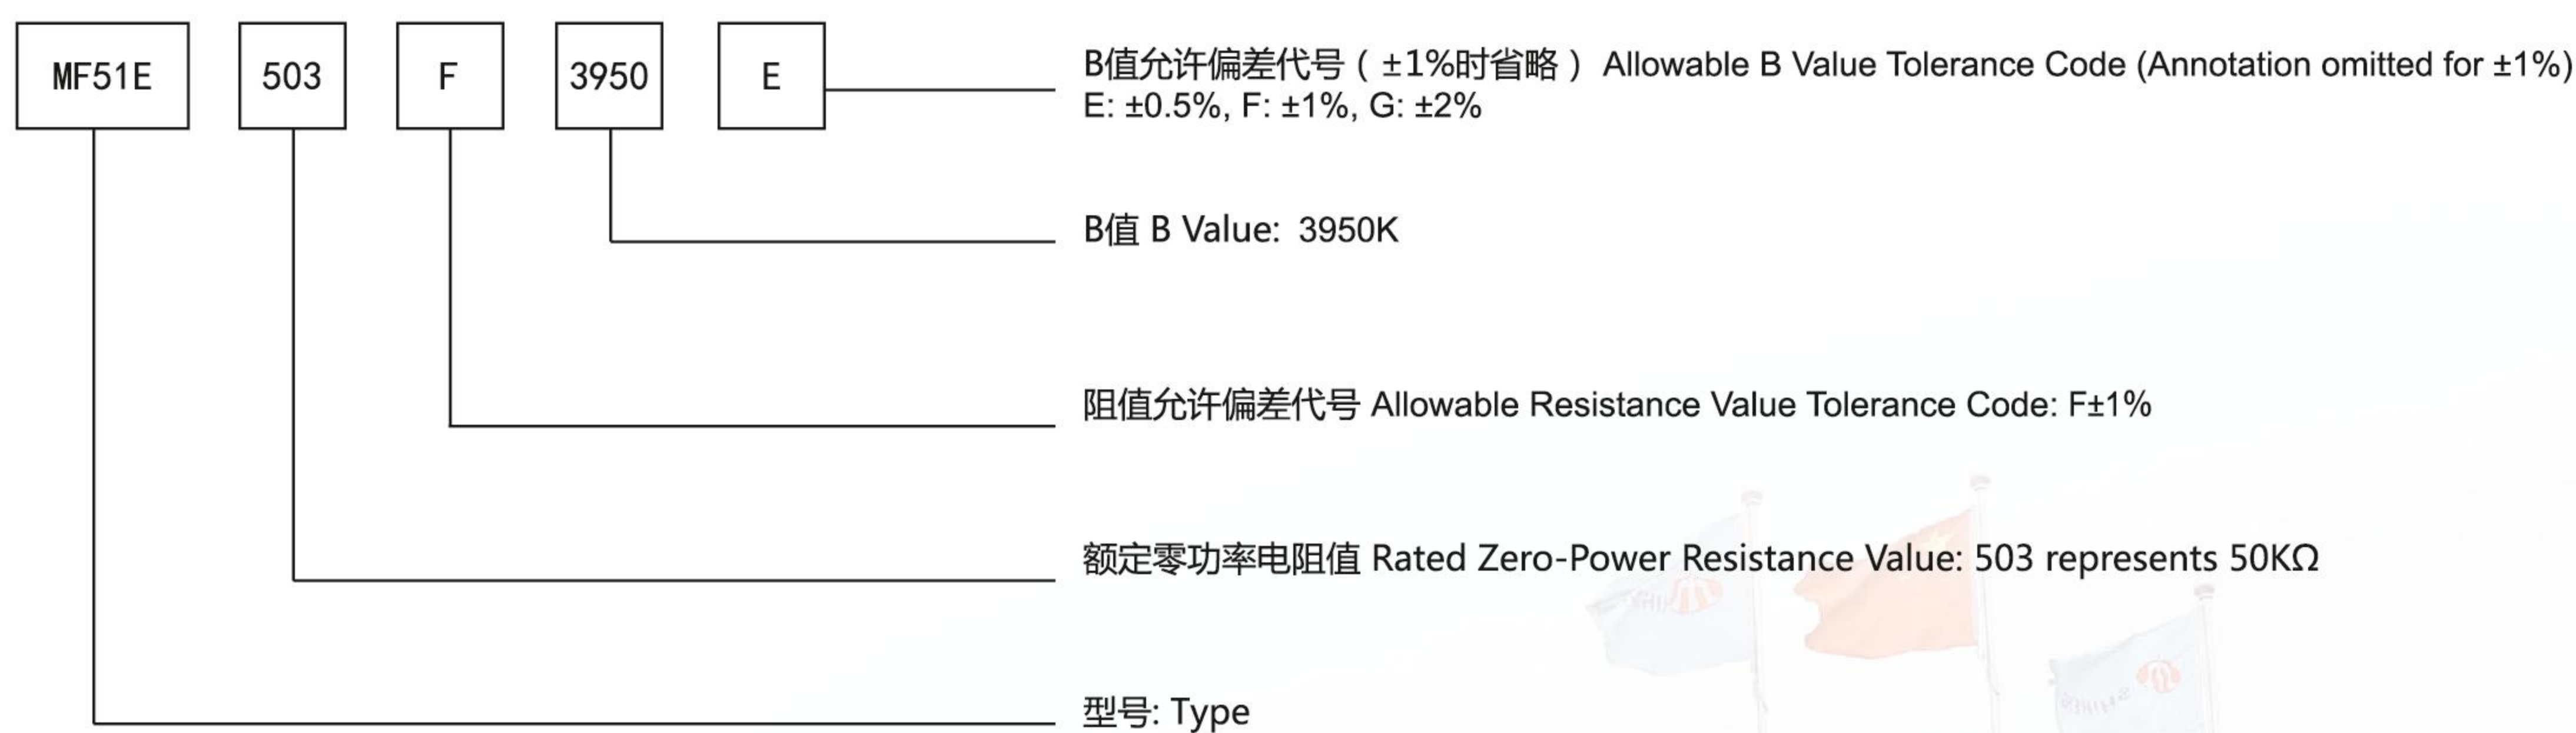 MF51E 503 F 3950 E
B值允许偏差代号（±1%时省略） Allowable B Value Tolerance Code (Annotation omitted for ±1%)
E: ±0.5%, F: ±1%, G: ±2%
B值 B Value: 3950K
阻值允许偏差代号 Allowable Resistance Value Tolerance Code: F±1%
额定零功率电阻值 Rated Zero-Power Resistance Value: 503 represents 50KΩ
型号: Type